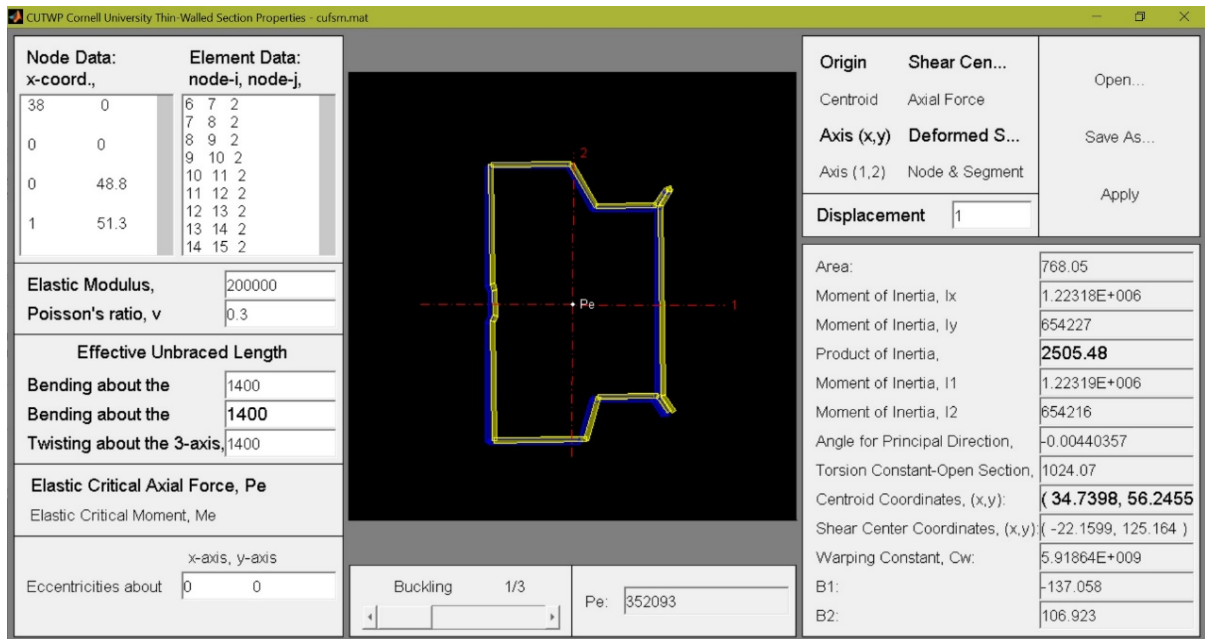 CUTWP Cornell University Thin-Walled Section Properties - cufsm.mat
Node Data:
x-coord.,
38 0
0 0
0 48.8
1 51.3
Element Data:
node-i, node-j,
6 7 2
7 8 2
8 9 2
9 10 2
10 11 2
11 12 2
12 13 2
13 14 2
14 15 2
Elastic Modulus, 200000
Poisson's ratio, v 0.3
Effective Unbraced Length
Bending about the 1400
Bending about the 1400
Twisting about the 3-axis, 1400
Elastic Critical Axial Force, Pe
Elastic Critical Moment, Me
x-axis, y-axis
Eccentricities about 0 0
2
Pe
1
Buckling 1/3
Pe: 352093
Origin Shear Cen...
Centroid Axial Force
Axis (x,y) Deformed S...
Axis (1,2) Node & Segment
Displacement 1
Open...
Save As...
Apply
Area: 768.05
Moment of Inertia, Ix 1.22318E+006
Moment of Inertia, Iy 654227
Product of Inertia, 2505.48
Moment of Inertia, I1 1.22319E+006
Moment of Inertia, I2 654216
Angle for Principal Direction, -0.00440357
Torsion Constant-Open Section, 1024.07
Centroid Coordinates, (x,y): ( 34.7398, 56.2455
Shear Center Coordinates, (x,y): ( -22.1599, 125.164 )
Warping Constant, Cw: 5.91864E+009
B1: -137.058
B2: 106.923